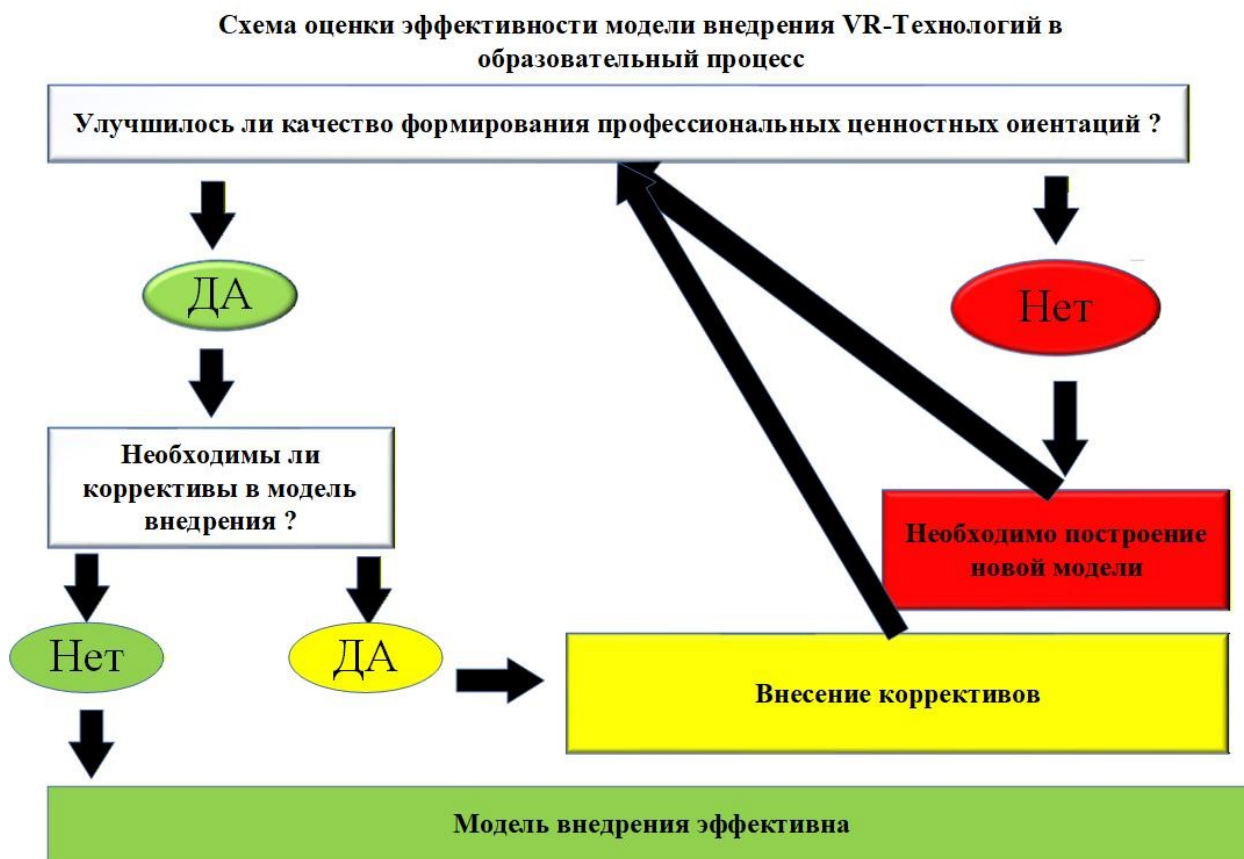 Схема оценки эффективности модели внедрения VR-Технологий в
образовательный процесс
Улучшилось ли качество формирования профессиональных ценностных оиентаций ?
ДА
Нет
Необходимы ли
коррективы в модель
внедрения ?
Необходимо построение
новой модели
Нет
ДА
Внесение коррективов
Модель внедрения эффективна